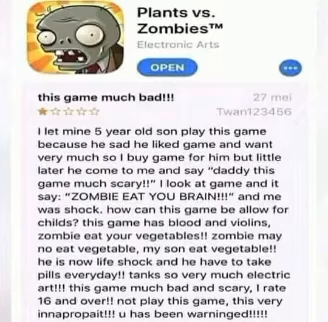 Plants vs.
Zombies™
Electronic Arts
OPEN
this game much bad!!!
27 mei
Twan123456
I let mine 5 year old son play this game
because he sad he liked game and want
very much so I buy game for him but little
later he come to me and say "daddy this
game much scary!!" I look at game and it
say: "ZOMBIE EAT YOU BRAIN!!!" and me
was shock. how can this game be allow for
childs? this game has blood and violins,
zombie eat your vegetables!! zombie may
no eat vegetable, my son eat vegetable!!
he is now life shock and he have to take
pills everyday!! tanks so very much electric
art!!! this game much bad and scary, I rate
16 and over!! not play this game, this very
innapropait!!! u has been warninged!!!!!